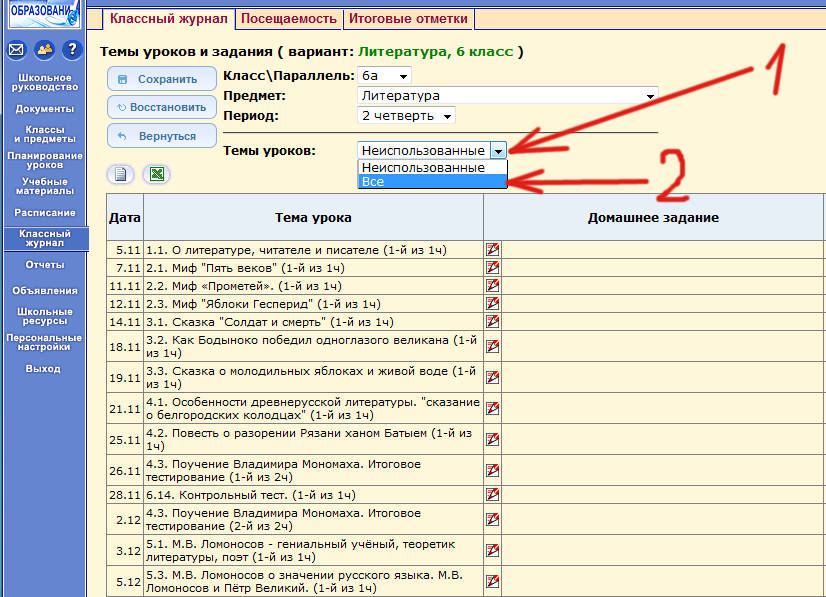 ОБРАЗОВАНИ
Классный журнал
Посещаемость
Итоговые отметки
?
Школьное
руководство
Документы
Классы
и предметы
Планирование
уроков
Учебные
материалы
Расписание
Классный
журнал
Отчеты
Объявления
Школьные
ресурсы
Персональные
настройки
Выход
Темы уроков и задания ( вариант: Литература, 6 класс )
Сохранить
Восстановить
Вернуться
Класс\Параллель: 6а
Предмет: Литература
Период: 2 четверть
Темы уроков: Неиспользованные
Неиспользованные
Все
1
2
Дата Тема урока Домашнее задание
5.11 1.1. О литературе, читателе и писателе (1-й из 1ч)
7.11 2.1. Миф "Пять веков" (1-й из 1ч)
11.11 2.2. Миф «Прометей». (1-й из 1ч)
12.11 2.3. Миф "Яблоки Гесперид" (1-й из 1ч)
14.11 3.1. Сказка "Солдат и смерть" (1-й из 1ч)
18.11 3.2. Как Бодыноко победил одноглазого великана (1-й
из 1ч)
19.11 3.3. Сказка о молодильных яблоках и живой воде (1-й
из 1ч)
21.11 4.1. Особенности древнерусской литературы. "сказание
о белгородских колодцах" (1-й из 1ч)
25.11 4.2. Повесть о разорении Рязани ханом Батыем (1-й из
1ч)
26.11 4.3. Поучение Владимира Мономаха. Итоговое
тестирование (1-й из 2ч)
28.11 6.14. Контрольный тест. (1-й из 1ч)
2.12 4.3. Поучение Владимира Мономаха. Итоговое
тестирование (2-й из 2ч)
3.12 5.1. М.В. Ломоносов - гениальный учёный, теоретик
литературы, поэт (1-й из 1ч)
5.12 5.3. М.В. Ломоносов о значении русского языка. М.В.
Ломоносов и Пётр Великий. (1-й из 1ч)